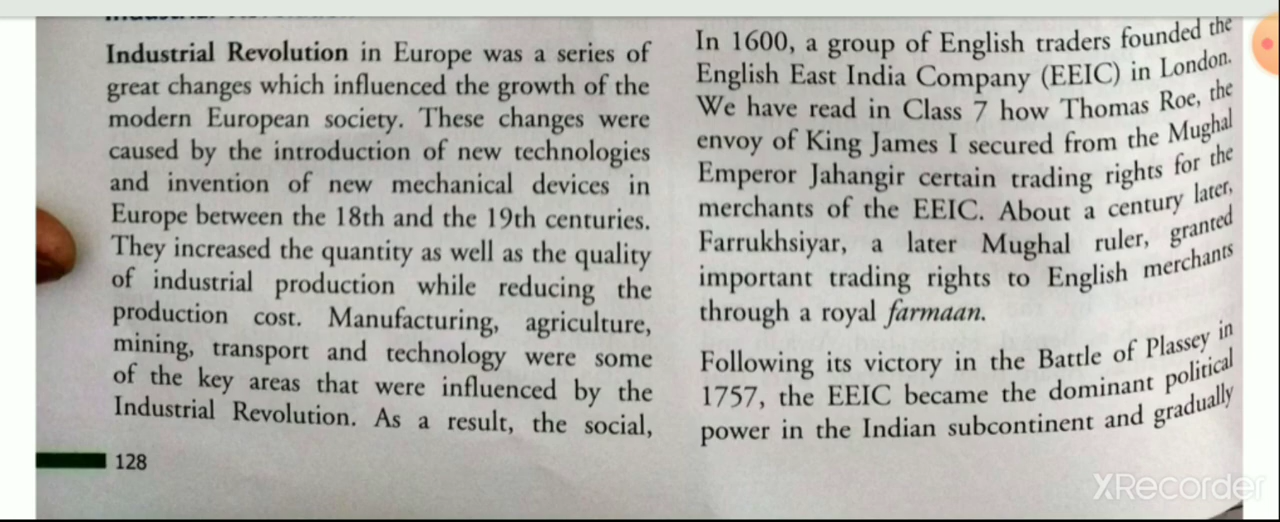 Industrial Revolution in Europe was a series of
great changes which influenced the growth of the
modern European society. These changes were
caused by the introduction of new technologies
and invention of new mechanical devices in
Europe between the 18th and the 19th centuries.
They increased the quantity as well as the quality
of industrial production while reducing the
production cost. Manufacturing, agriculture,
mining, transport and technology were some
of the key areas that were influenced by the
Industrial Revolution. As a result, the social,
128
In 1600, a group of English traders founded the
English East India Company (EEIC) in London.
We have read in Class 7 how Thomas Roe, the
envoy of King James I secured from the Mughal
Emperor Jahangir certain trading rights for the
merchants of the EEIC. About a century later,
Farrukhsiyar, a later Mughal ruler, granted
important trading rights to English merchants
through a royal farmaan.
Following its victory in the Battle of Plassey in
1757, the EEIC became the dominant political
power in the Indian subcontinent and gradually
XRecorder